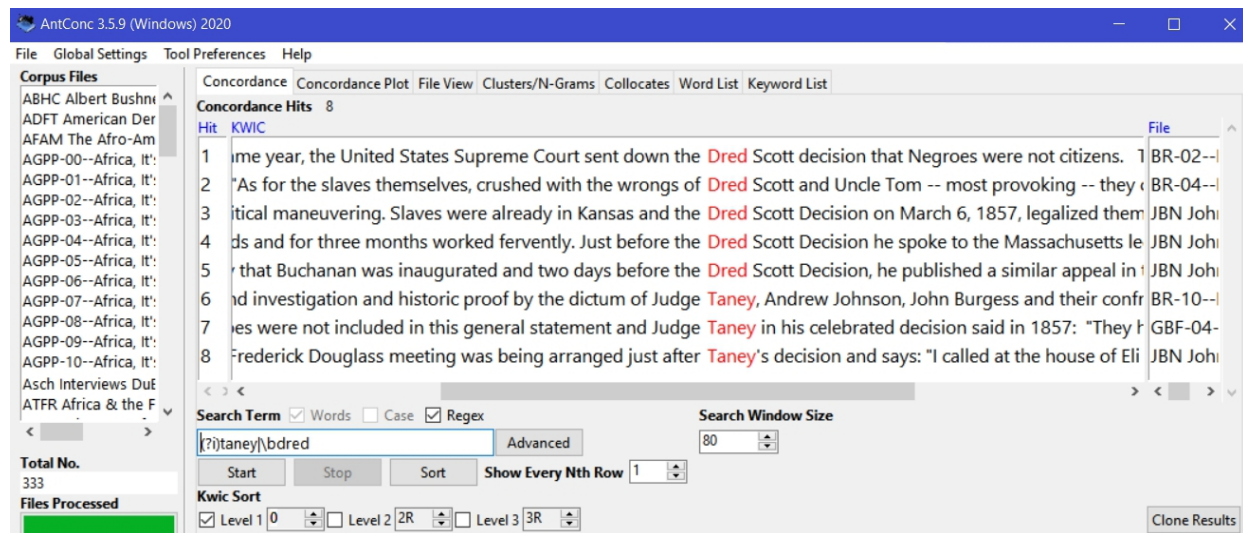 AntConc 3.5.9 (Windows) 2020
File Global Settings Tool Preferences Help
Corpus Files
ABHC Albert Bushne
ADFT American Der
AFAM The Afro-Am
AGPP-00--Africa, It's
AGPP-01--Africa, It's
AGPP-02--Africa, It's
AGPP-03--Africa, It's
AGPP-04--Africa, It's
AGPP-05--Africa, It's
AGPP-06--Africa, It's
AGPP-07--Africa, It's
AGPP-08--Africa, It's
AGPP-09--Africa, It's
AGPP-10--Africa, It's
Asch Interviews DuB
ATFR Africa & the F
Total No.
333
Files Processed
Concordance Concordance Plot File View Clusters/N-Grams Collocates Word List Keyword List
Concordance Hits 8
Hit KWIC File
1 ame year, the United States Supreme Court sent down the Dred Scott decision that Negroes were not citizens. BR-02--
2 "As for the slaves themselves, crushed with the wrongs of Dred Scott and Uncle Tom -- most provoking -- they BR-04--
3 itical maneuvering. Slaves were already in Kansas and the Dred Scott Decision on March 6, 1857, legalized them JBN John
4 ds and for three months worked fervently. Just before the Dred Scott Decision he spoke to the Massachusetts le JBN John
5 y that Buchanan was inaugurated and two days before the Dred Scott Decision, he published a similar appeal in JBN John
6 nd investigation and historic proof by the dictum of Judge Taney, Andrew Johnson, John Burgess and their confr BR-10--
7 oes were not included in this general statement and Judge Taney in his celebrated decision said in 1857: "They GBF-04-
8 Frederick Douglass meeting was being arranged just after Taney's decision and says: "I called at the house of Eli JBN John
Search Term Words Case Regex Search Window Size
(?i)taney|\bdred Advanced 80
Start Stop Sort Show Every Nth Row 1
Kwic Sort
Level 1 0 Level 2 2R Level 3 3R Clone Results